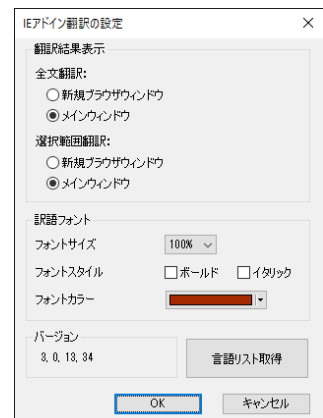 IEアドイン翻訳の設定
翻訳結果表示
全文翻訳:
新規ブラウザウィンドウ
メインウィンドウ
選択範囲翻訳:
新規ブラウザウィンドウ
メインウィンドウ
訳語フォント
フォントサイズ 100%
フォントスタイル ボールド イタリック
フォントカラー
バージョン
3, 0, 13, 34 言語リスト取得
OK キャンセル